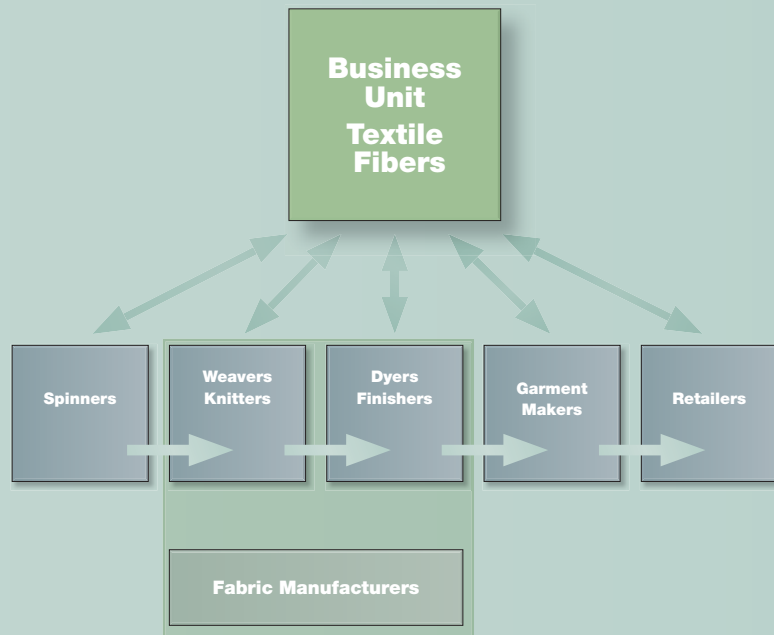 Business
Unit
Textile
Fibers
Spinners
Weavers
Knitters
Dyers
Finishers
Garment
Makers
Retailers
Fabric Manufacturers